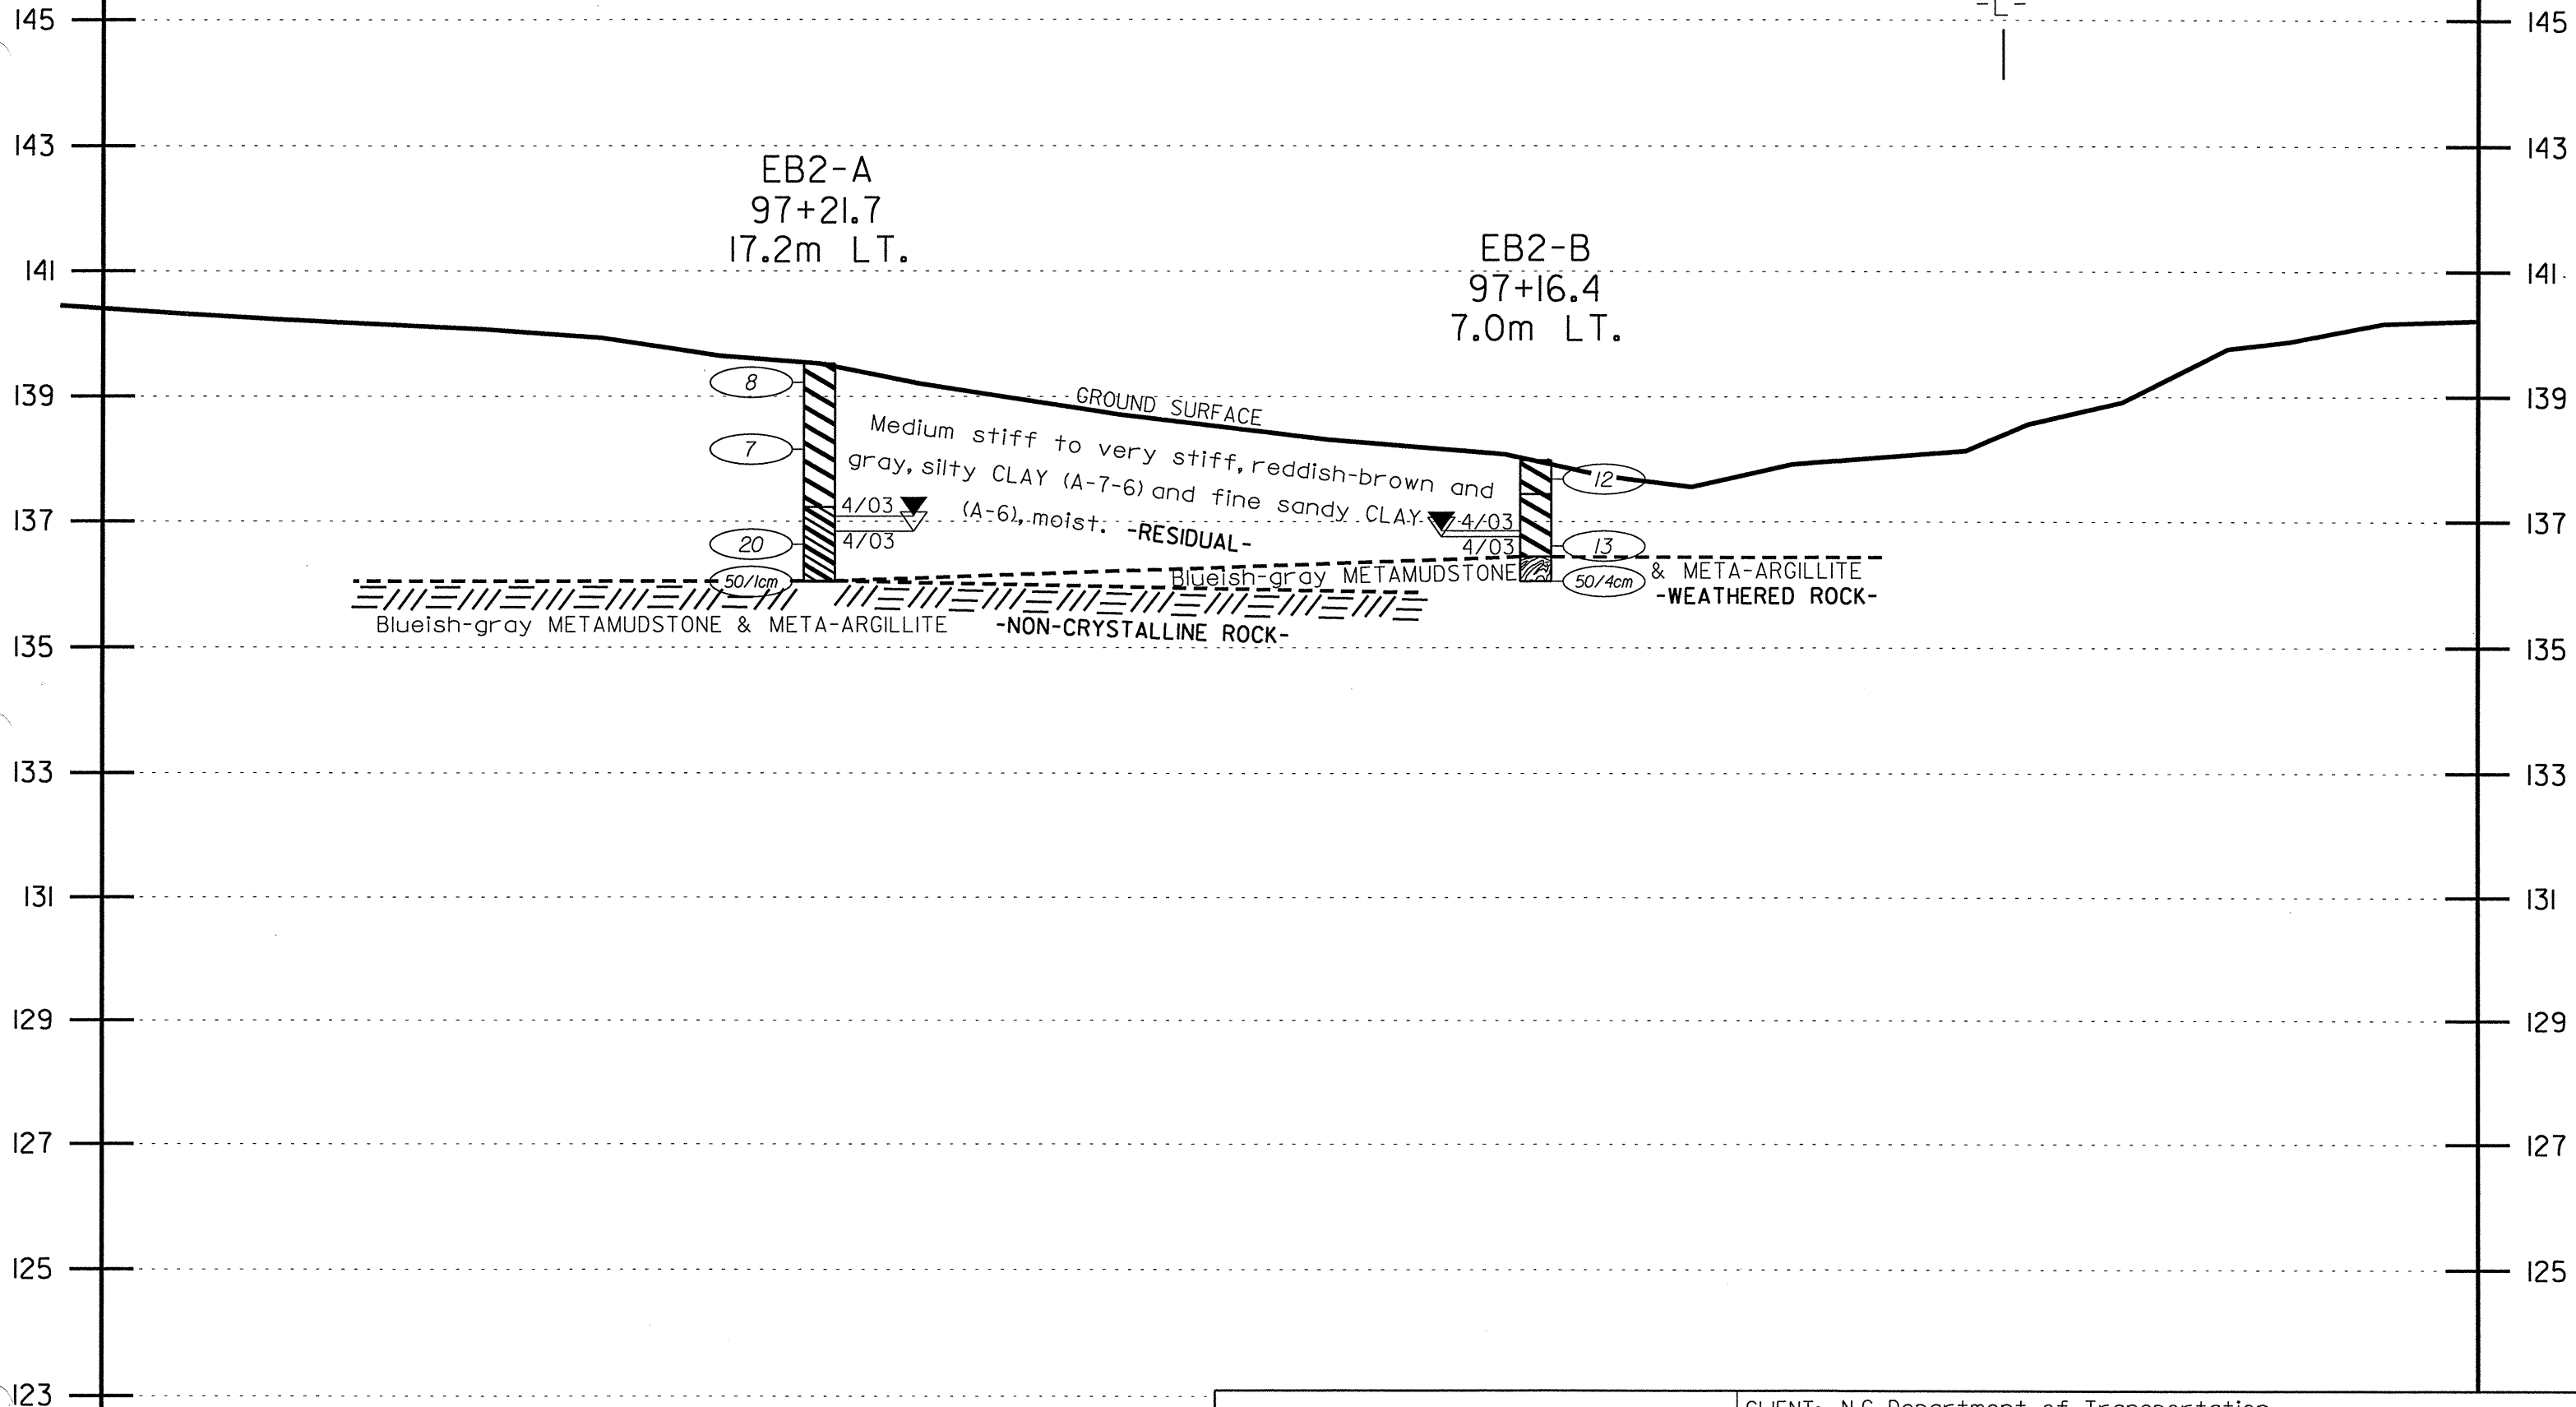 -L-
145 145
143 143
EB2-A
97+21.7
17.2m LT.
EB2-B
97+16.4
7.0m LT.
141 141
8
139 139
GROUND SURFACE
7
Medium stiff to very stiff, reddish-brown and
gray, silty CLAY (A-7-6) and fine sandy CLAY
(A-6), moist. -RESIDUAL-
12
4/03
4/03
137 137
4/03
4/03
20
13
50/1cm
Blueish-gray METAMUDSTONE & META-ARGILLITE
50/4cm
-WEATHERED ROCK-
Blueish-gray METAMUDSTONE & META-ARGILLITE -NON-CRYSTALLINE ROCK-
135 135
133 133
131 131
129 129
127 127
125 125
123
CLIENT: N.C. Department of Transportation